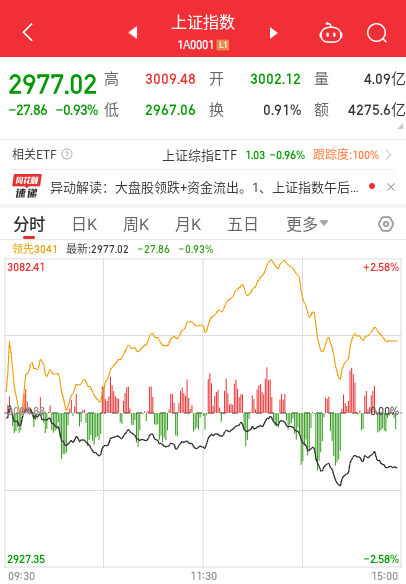 上证指数
1A0001 L1
2977.02 高 3009.48 开 3002.12 量 4.09亿
-27.86 -0.93% 低 2967.06 换 0.91% 额 4275.6亿
相关ETF ? 上证综指ETF 1.03 -0.96% 跟踪度:100%
同花顺 速递 异动解读：大盘股领跌+资金流出。1、上证指数午后...
分时 日K 周K 月K 五日 更多
领先3041 最新:2977.02 -27.86 -0.93%
3082.41 +2.58%
0.00%
2927.35 -2.58%
09:30 11:30 15:00